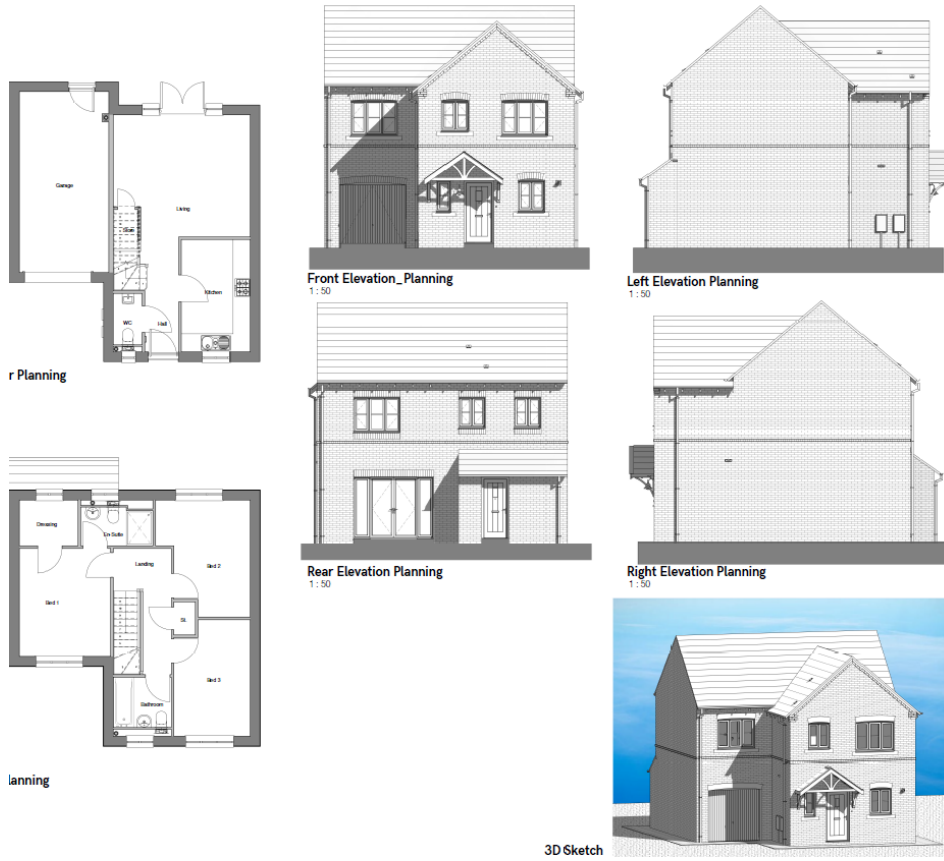 Garage
Living
Stair
Kitchen
WC
Hall
r Planning
Front Elevation_Planning
1 : 50
Left Elevation Planning
1 : 50
Rear Elevation Planning
1 : 50
Right Elevation Planning
1 : 50
Dressing
En Suite
Landing
Bed 2
Bed 1
St.
Bed 3
Bathroom
lanning
3D Sketch